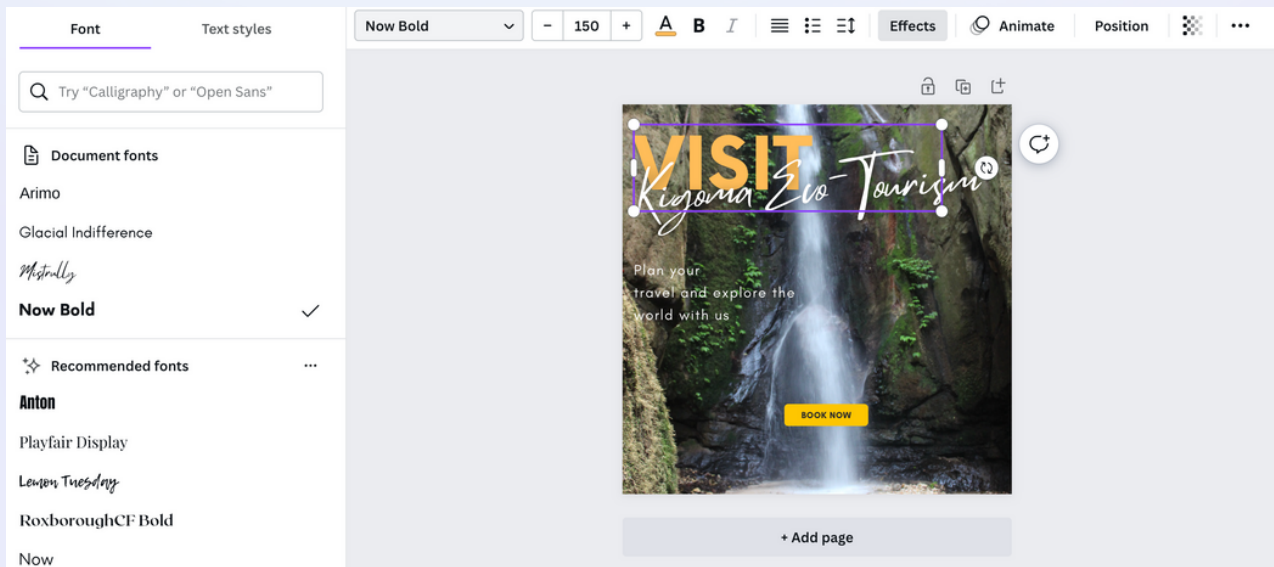 Font
Text styles
Now Bold
− 150 +
A
B
I
Effects
Animate
Position
Try “Calligraphy” or “Open Sans”
Document fonts
Arimo
Glacial Indifference
Mistrully
Now Bold
Recommended fonts
Anton
Playfair Display
Lemon Tuesday
RoxboroughCF Bold
Now
VISIT
Kigoma Eco-Tourism
Plan your
travel and explore the
world with us
BOOK NOW
+ Add page